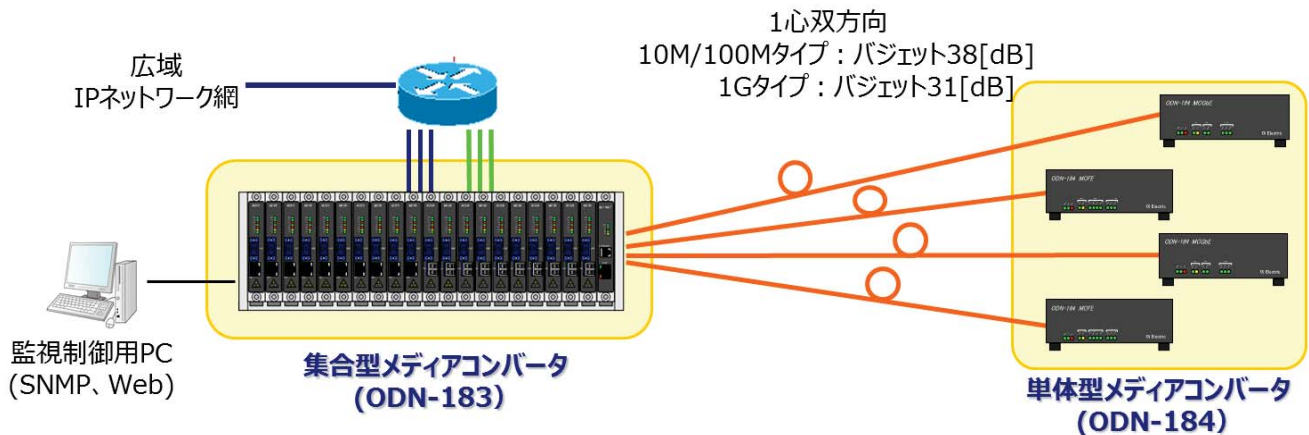 1心双方向
10M/100Mタイプ：バジェット38[dB]
1Gタイプ：バジェット31[dB]
広域
IPネットワーク網
監視制御用PC
(SNMP、Web)
集合型メディアコンバータ
(ODN-183)
ODN-184 MCGbE
ODN-184 MCFE
ODN-184 MCGbE
ODN-184 MCFE
単体型メディアコンバータ
(ODN-184)